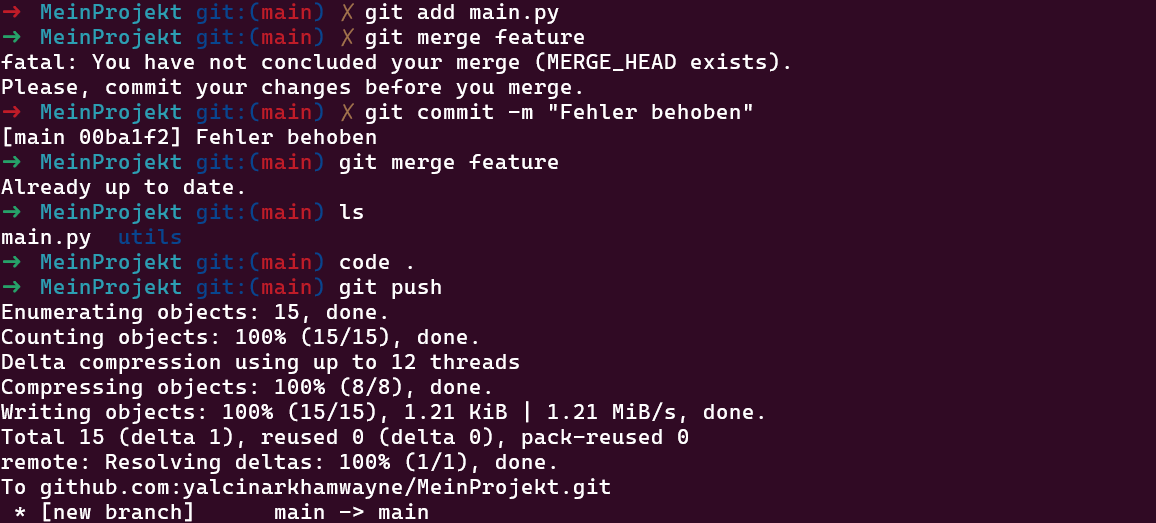 → MeinProjekt git:(main) ✗ git add main.py
→ MeinProjekt git:(main) ✗ git merge feature
fatal: You have not concluded your merge (MERGE_HEAD exists).
Please, commit your changes before you merge.
→ MeinProjekt git:(main) ✗ git commit -m "Fehler behoben"
[main 00ba1f2] Fehler behoben
→ MeinProjekt git:(main) git merge feature
Already up to date.
→ MeinProjekt git:(main) ls
main.py  utils
→ MeinProjekt git:(main) code .
→ MeinProjekt git:(main) git push
Enumerating objects: 15, done.
Counting objects: 100% (15/15), done.
Delta compression using up to 12 threads
Compressing objects: 100% (8/8), done.
Writing objects: 100% (15/15), 1.21 KiB | 1.21 MiB/s, done.
Total 15 (delta 1), reused 0 (delta 0), pack-reused 0
remote: Resolving deltas: 100% (1/1), done.
To github.com:yalcinarkhamwayne/MeinProjekt.git
 * [new branch]      main -> main